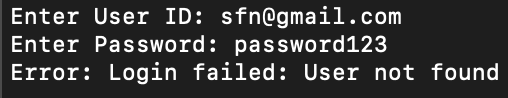 Enter User ID: sfn@gmail.com
Enter Password: password123
Error: Login failed: User not found